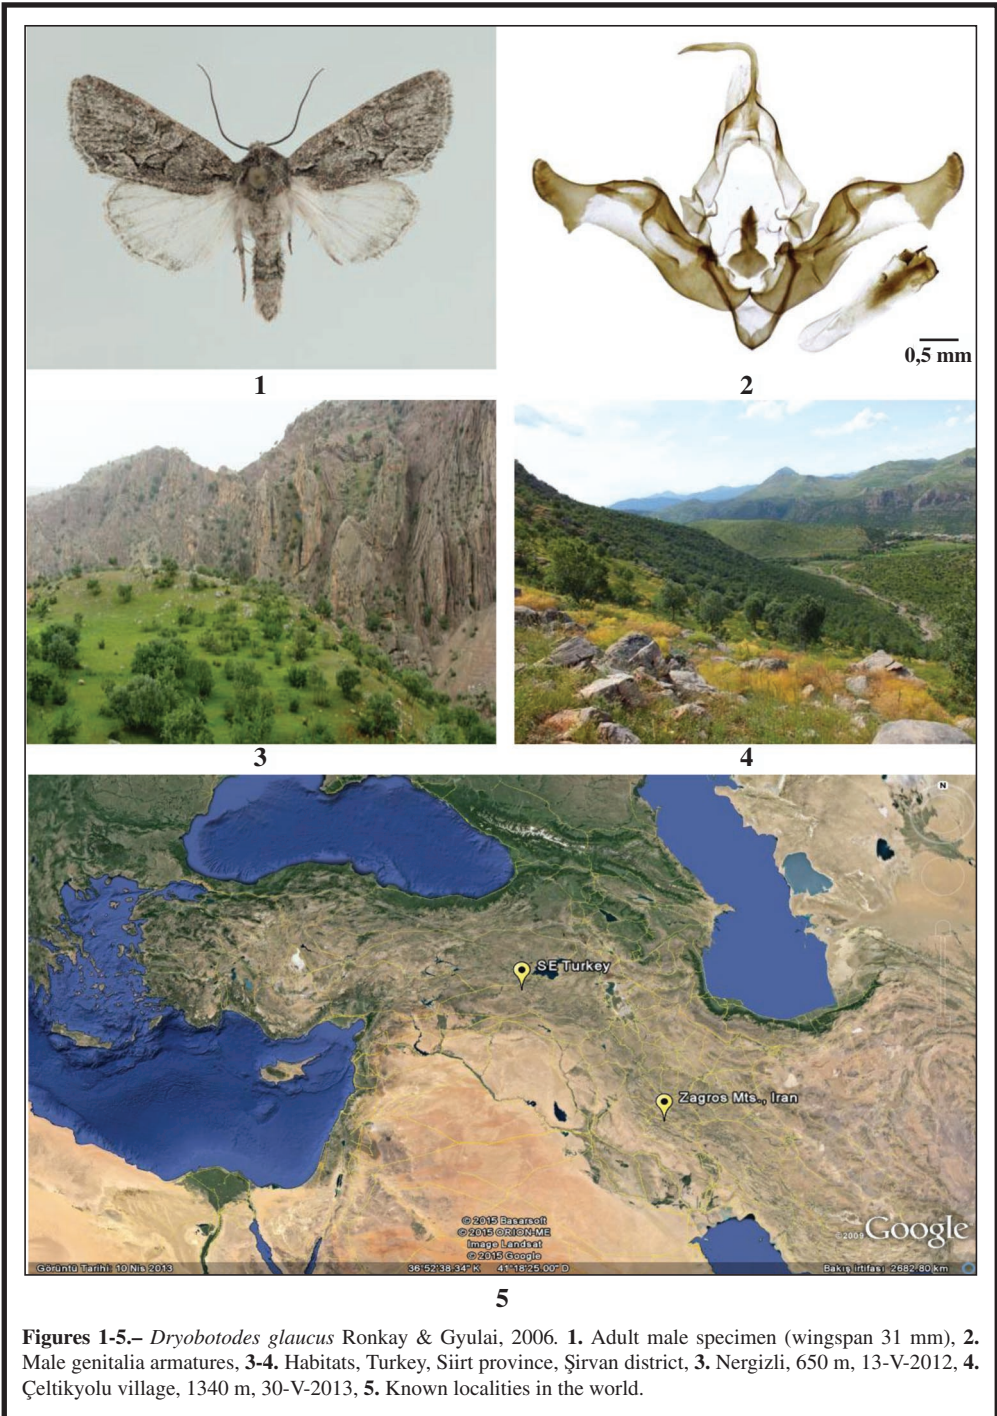 0,5 mm
1
2
3
4
N
SE Turkey
Zagros Mts., Iran
© 2015 Basarsoft
© 2015 ORION-ME
Image Landsat
© 2015 Google
©2009 Google
Görüntü Tarihi: 10 Nis 2013 36°52'38-34" K 41°18'25.00" D Bakış irtifası 2682.80 km
5
Figures 1-5.– Dryobotodes glaucus Ronkay & Gyulai, 2006. 1. Adult male specimen (wingspan 31 mm), 2.
Male genitalia armatures, 3-4. Habitats, Turkey, Siirt province, Şirvan district, 3. Nergizli, 650 m, 13-V-2012, 4.
Çeltikyolu village, 1340 m, 30-V-2013, 5. Known localities in the world.